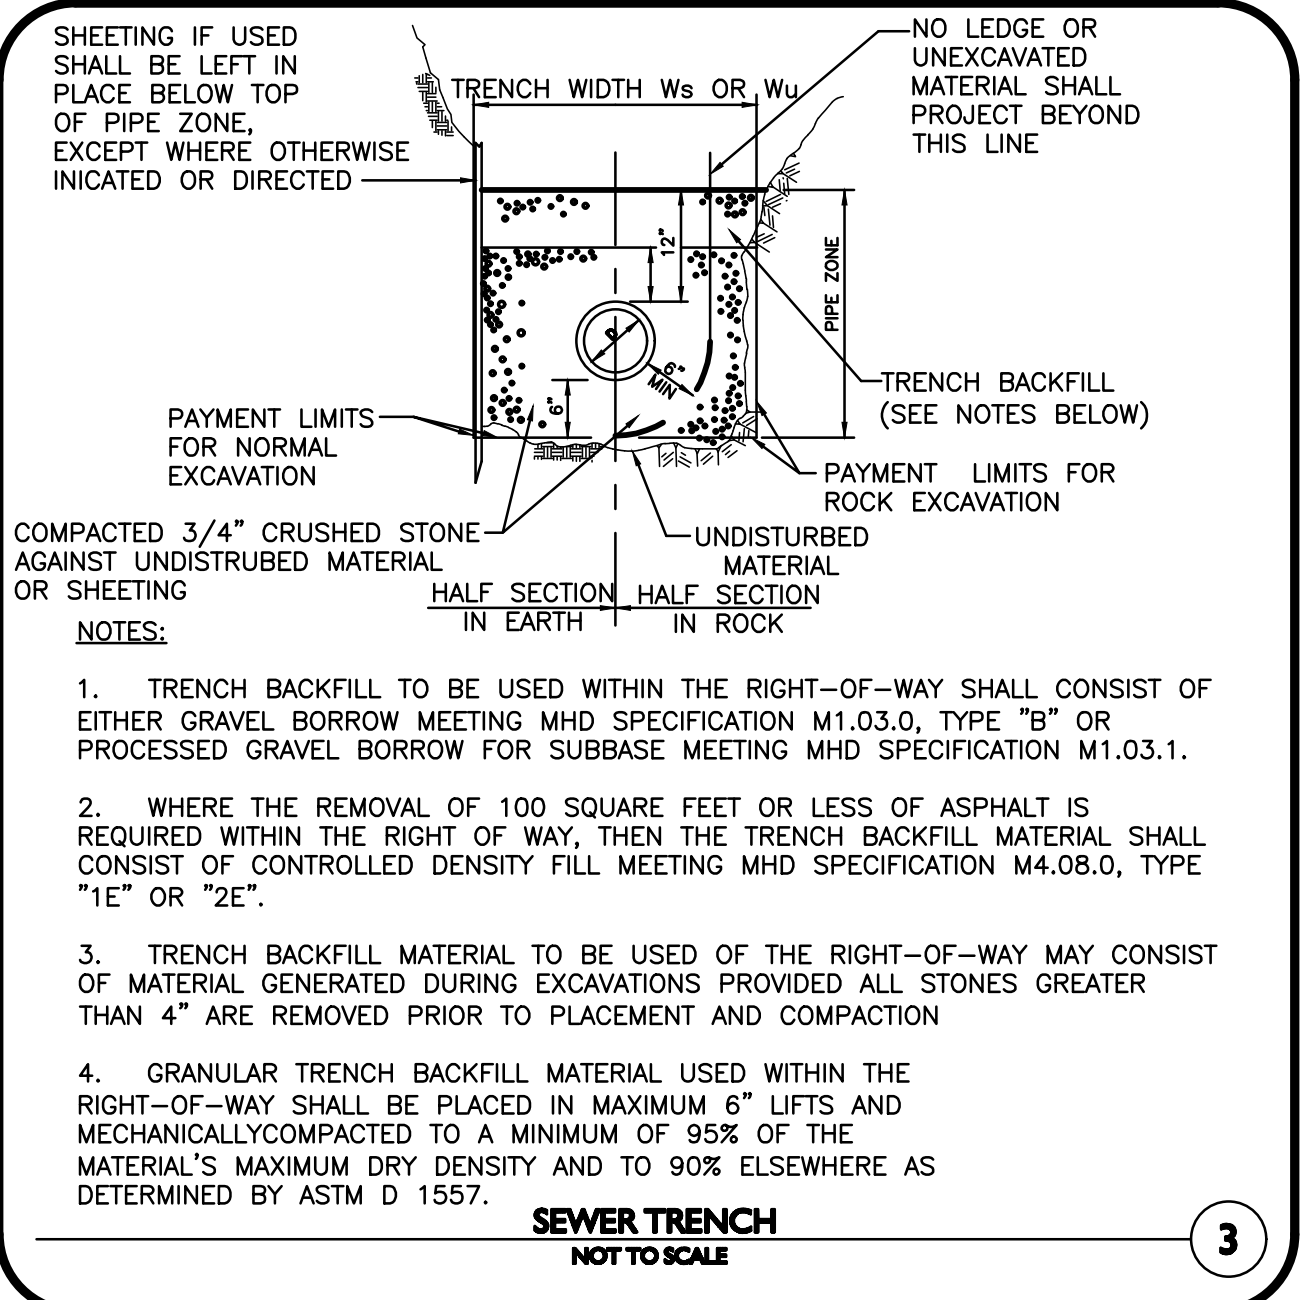 SHEETING IF USED
SHALL BE LEFT IN
PLACE BELOW TOP
OF PIPE ZONE,
EXCEPT WHERE OTHERWISE
INICATED OR DIRECTED
TRENCH WIDTH Ws OR Wu
NO LEDGE OR
UNEXCAVATED
MATERIAL SHALL
PROJECT BEYOND
THIS LINE
12"
PIPE ZONE
D
6"
MIN
6"
TRENCH BACKFILL
(SEE NOTES BELOW)
PAYMENT LIMITS
FOR NORMAL
EXCAVATION
PAYMENT LIMITS FOR
ROCK EXCAVATION
COMPACTED 3/4" CRUSHED STONE
AGAINST UNDISTRUBED MATERIAL
OR SHEETING
UNDISTURBED
MATERIAL
HALF SECTION
IN EARTH
HALF SECTION
IN ROCK
NOTES:
1. TRENCH BACKFILL TO BE USED WITHIN THE RIGHT-OF-WAY SHALL CONSIST OF
EITHER GRAVEL BORROW MEETING MHD SPECIFICATION M1.03.0, TYPE "B" OR
PROCESSED GRAVEL BORROW FOR SUBBASE MEETING MHD SPECIFICATION M1.03.1.
2. WHERE THE REMOVAL OF 100 SQUARE FEET OR LESS OF ASPHALT IS
REQUIRED WITHIN THE RIGHT OF WAY, THEN THE TRENCH BACKFILL MATERIAL SHALL
CONSIST OF CONTROLLED DENSITY FILL MEETING MHD SPECIFICATION M4.08.0, TYPE
"1E" OR "2E".
3. TRENCH BACKFILL MATERIAL TO BE USED OF THE RIGHT-OF-WAY MAY CONSIST
OF MATERIAL GENERATED DURING EXCAVATIONS PROVIDED ALL STONES GREATER
THAN 4" ARE REMOVED PRIOR TO PLACEMENT AND COMPACTION
4. GRANULAR TRENCH BACKFILL MATERIAL USED WITHIN THE
RIGHT-OF-WAY SHALL BE PLACED IN MAXIMUM 6" LIFTS AND
MECHANICALLYCOMPACTED TO A MINIMUM OF 95% OF THE
MATERIAL'S MAXIMUM DRY DENSITY AND TO 90% ELSEWHERE AS
DETERMINED BY ASTM D 1557.
SEWER TRENCH
NOT TO SCALE
3